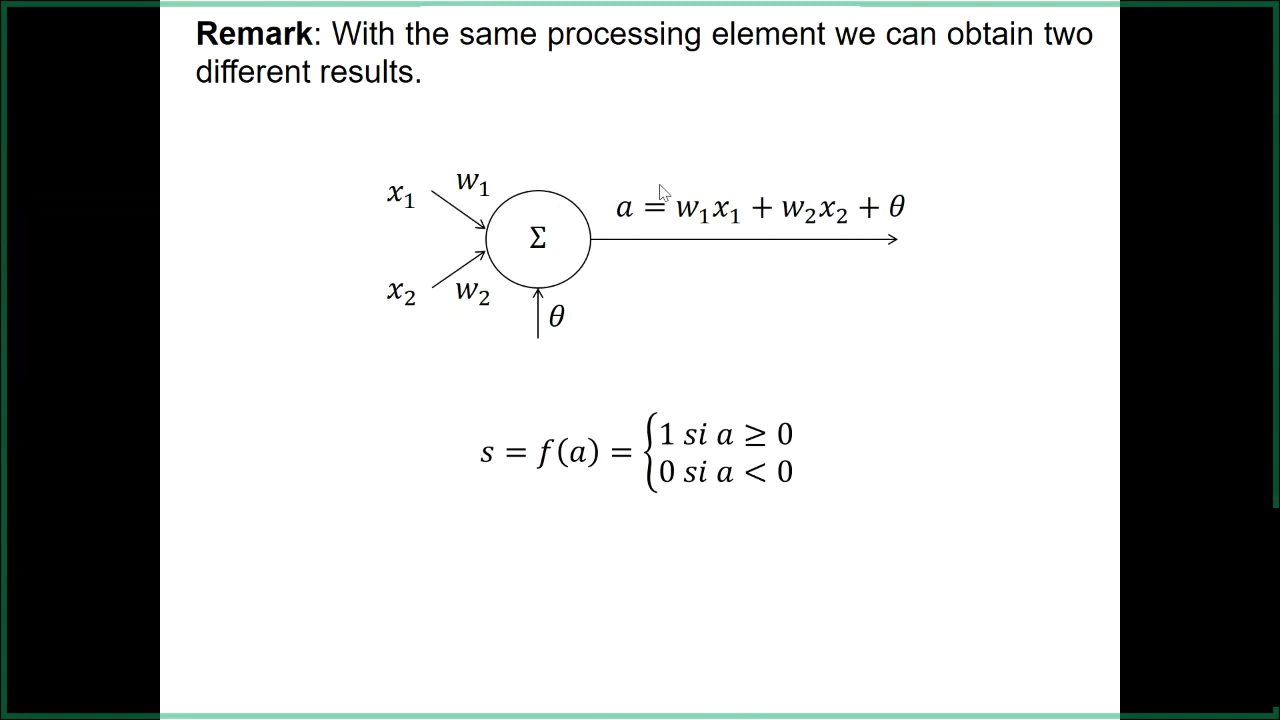 Remark: With the same processing element we can obtain two
different results.
x₁ w₁
Σ
a = w₁x₁ + w₂x₂ + θ
x₂ w₂
θ
s = f(a) = {1 si a ≥ 0
0 si a < 0